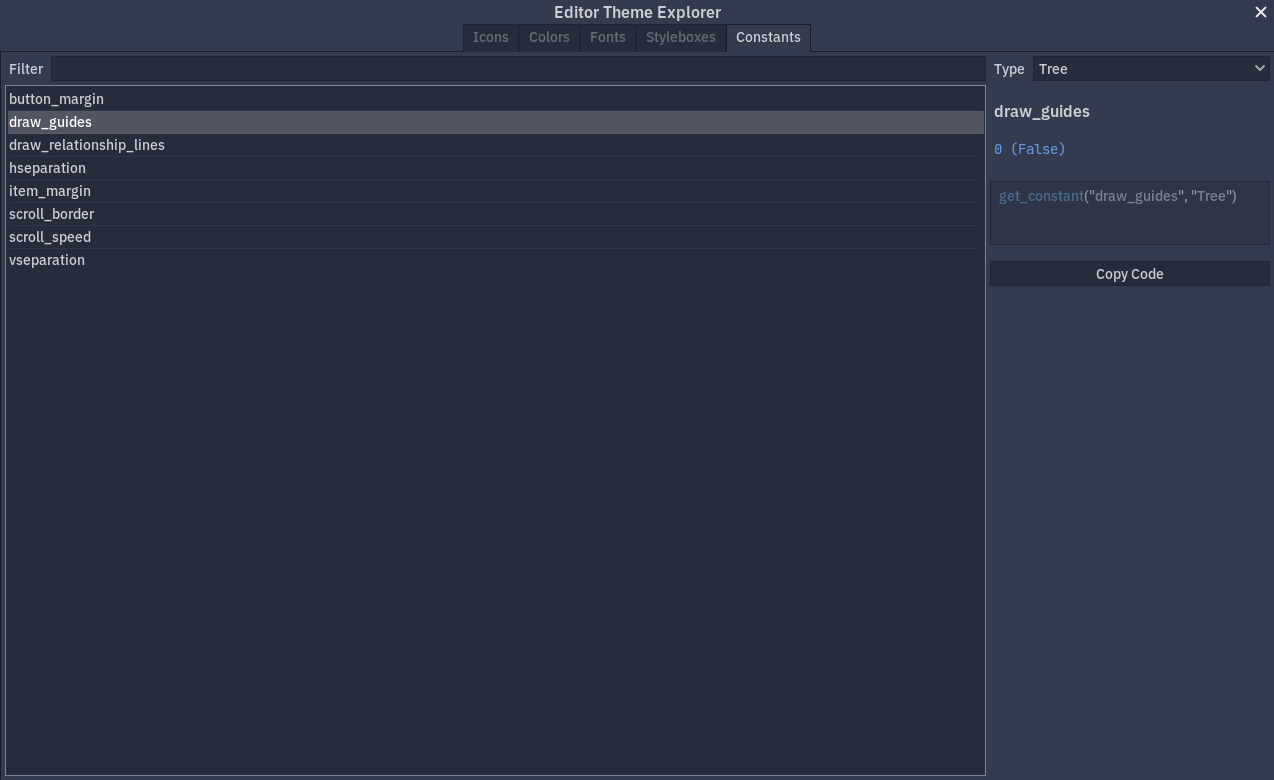 Editor Theme Explorer
Icons Colors Fonts Styleboxes Constants
Filter
Type Tree
button_margin
draw_guides
draw_relationship_lines
hseparation
item_margin
scroll_border
scroll_speed
vseparation
draw_guides
0 (False)
get_constant("draw_guides", "Tree")
Copy Code